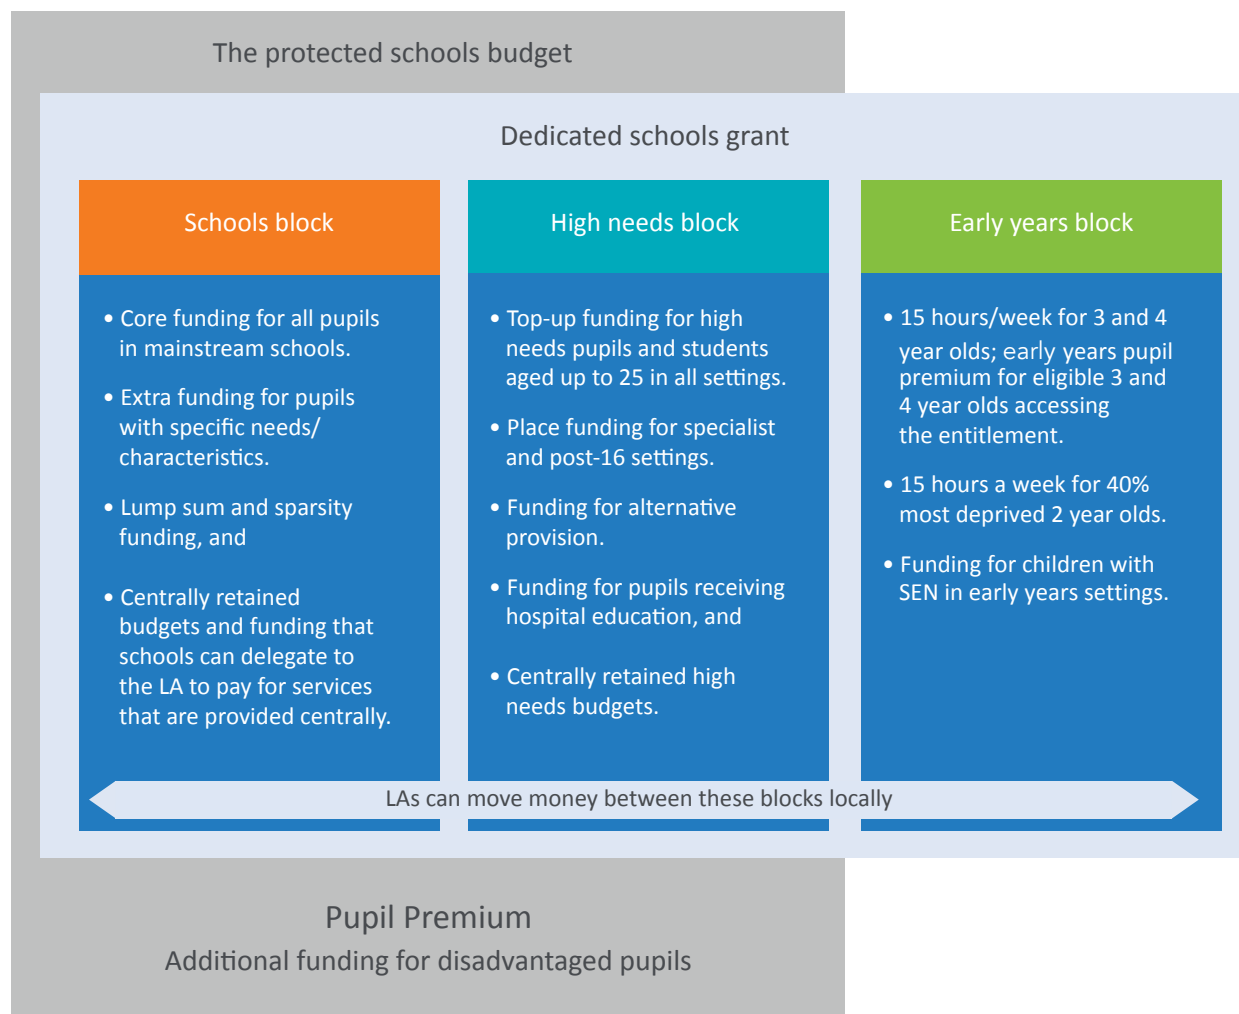 The protected schools budget
Dedicated schools grant
Schools block
• Core funding for all pupils
in mainstream schools.
• Extra funding for pupils
with specific needs/
characteristics.
• Lump sum and sparsity
funding, and
• Centrally retained
budgets and funding that
schools can delegate to
the LA to pay for services
that are provided centrally.
High needs block
• Top-up funding for high
needs pupils and students
aged up to 25 in all settings.
• Place funding for specialist
and post-16 settings.
• Funding for alternative
provision.
• Funding for pupils receiving
hospital education, and
• Centrally retained high
needs budgets.
Early years block
• 15 hours/week for 3 and 4
year olds; early years pupil
premium for eligible 3 and
4 year olds accessing
the entitlement.
• 15 hours a week for 40%
most deprived 2 year olds.
• Funding for children with
SEN in early years settings.
LAs can move money between these blocks locally
Pupil Premium
Additional funding for disadvantaged pupils